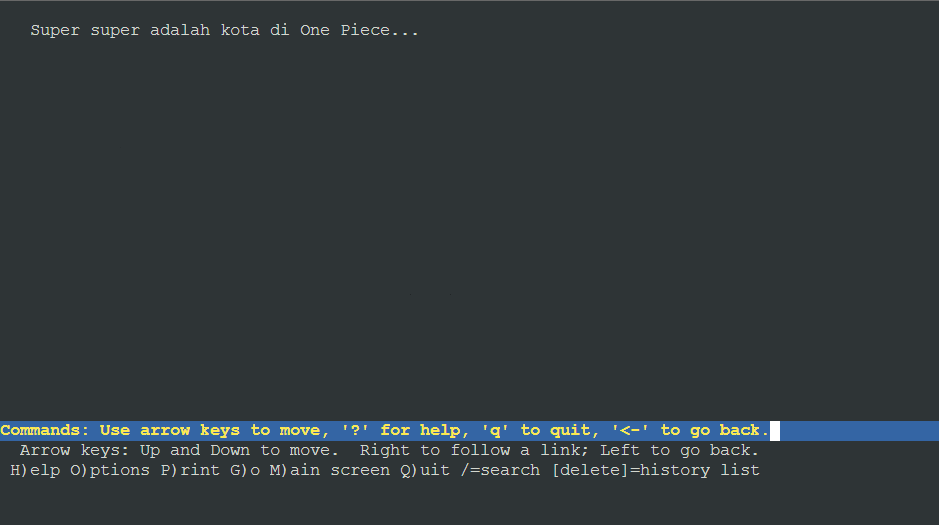 Super super adalah kota di One Piece...
Commands: Use arrow keys to move, '?' for help, 'q' to quit, '<-' to go back.
Arrow keys: Up and Down to move.  Right to follow a link; Left to go back.
H)elp O)ptions P)rint G)o M)ain screen Q)uit /=search [delete]=history list